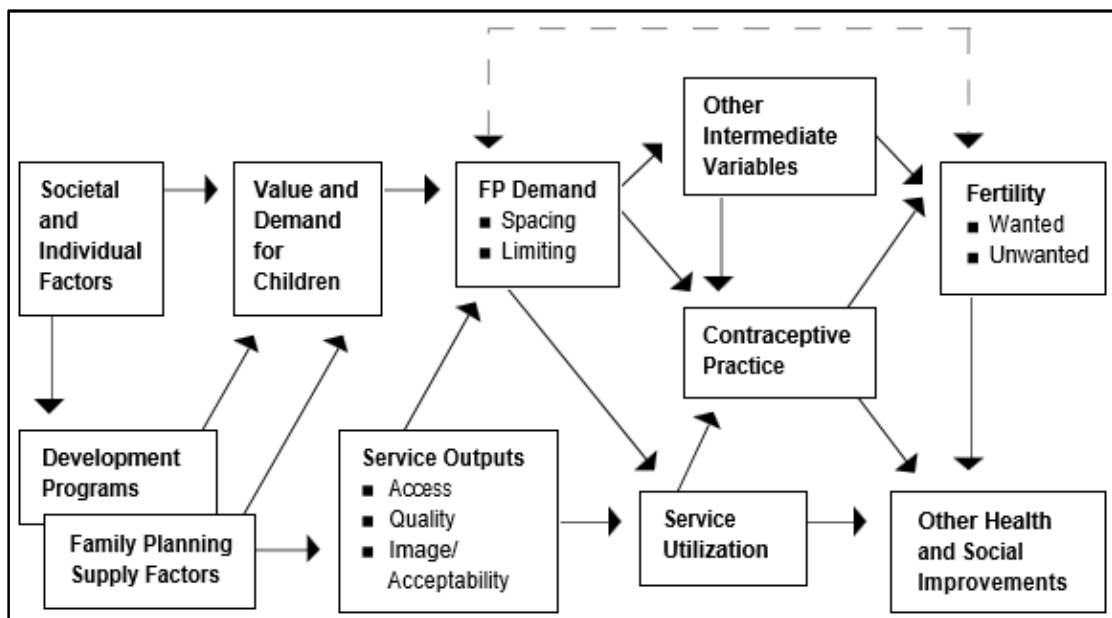 Societal
and
Individual
Factors
Value and
Demand
for
Children
FP Demand
▪ Spacing
▪ Limiting
Other
Intermediate
Variables
Fertility
▪ Wanted
▪ Unwanted
Contraceptive
Practice
Development
Programs
Family Planning
Supply Factors
Service Outputs
▪ Access
▪ Quality
▪ Image/
Acceptability
Service
Utilization
Other Health
and Social
Improvements